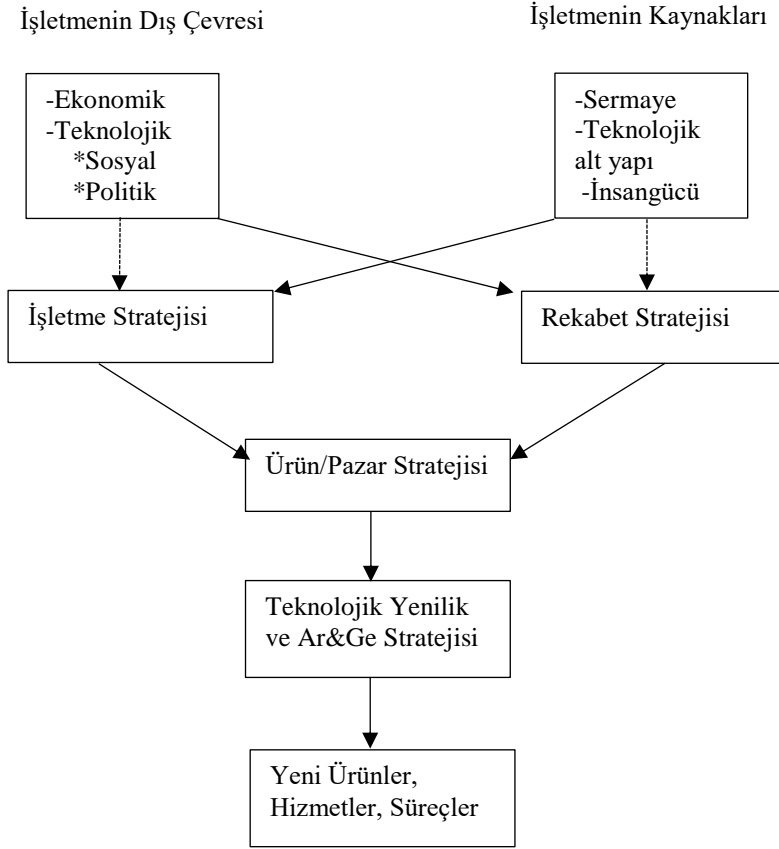 İşletmenin Dış Çevresi
İşletmenin Kaynakları
-Ekonomik
-Teknolojik
*Sosyal
*Politik
-Sermaye
-Teknolojik
alt yapı
-İnsangücü
İşletme Stratejisi
Rekabet Stratejisi
Ürün/Pazar Stratejisi
Teknolojik Yenilik
ve Ar&Ge Stratejisi
Yeni Ürünler,
Hizmetler, Süreçler